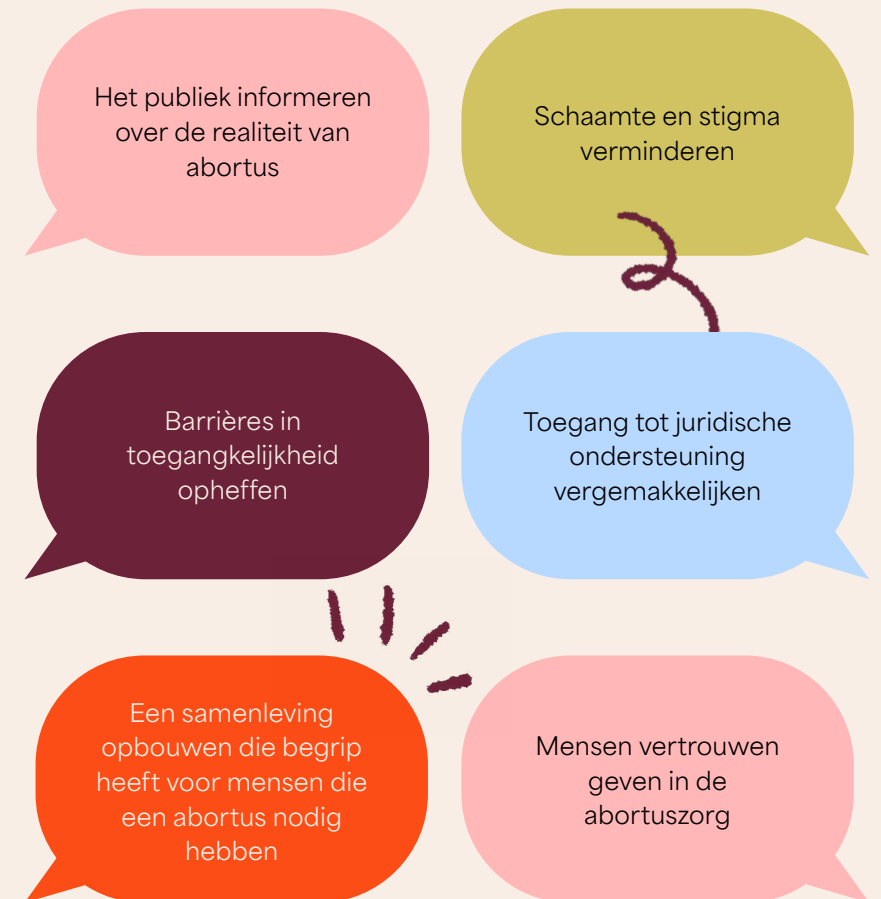 Het publiek informeren
over de realiteit van
abortus
Schaamte en stigma
verminderen
Barrières in
toegangkelijkheid
opheffen
Toegang tot juridische
ondersteuning
vergemakkelijken
Een samenleving
opbouwen die begrip
heeft voor mensen die
een abortus nodig
hebben
Mensen vertrouwen
geven in de
abortuszorg